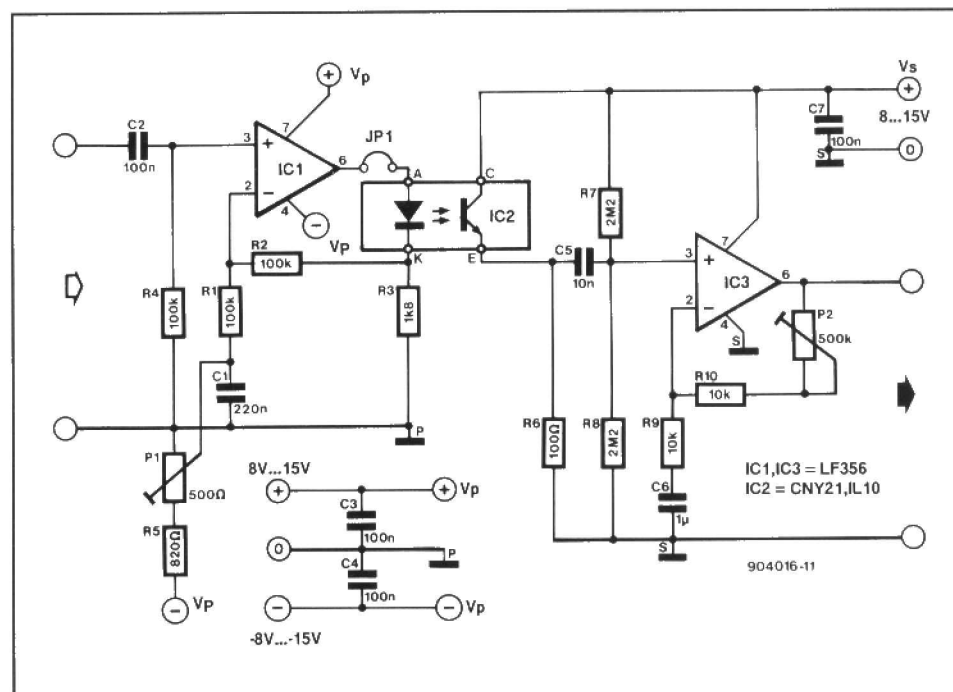 Vp
Vs
+
8...15V
C2
100n
3
+
7
IC1
6
JP1
2
−
4
Vp
A
C
IC2
K
E
R7
2M2
C7
100n
S
0
R2
100k
R4
100k
R1
100k
R3
1k8
C5
10n
3
+
7
IC3
6
2
−
4
S
P2
500k
C1
220n
P
R10
10k
R6
100Ω
R8
2M2
R9
10k
C6
1µ
P1
500Ω
R5
820Ω
Vp
8V...15V
+
+
Vp
C3
100n
0
P
C4
100n
−
−
Vp
-8V...-15V
IC1,IC3 = LF356
IC2 = CNY21,IL10
S
904016-11